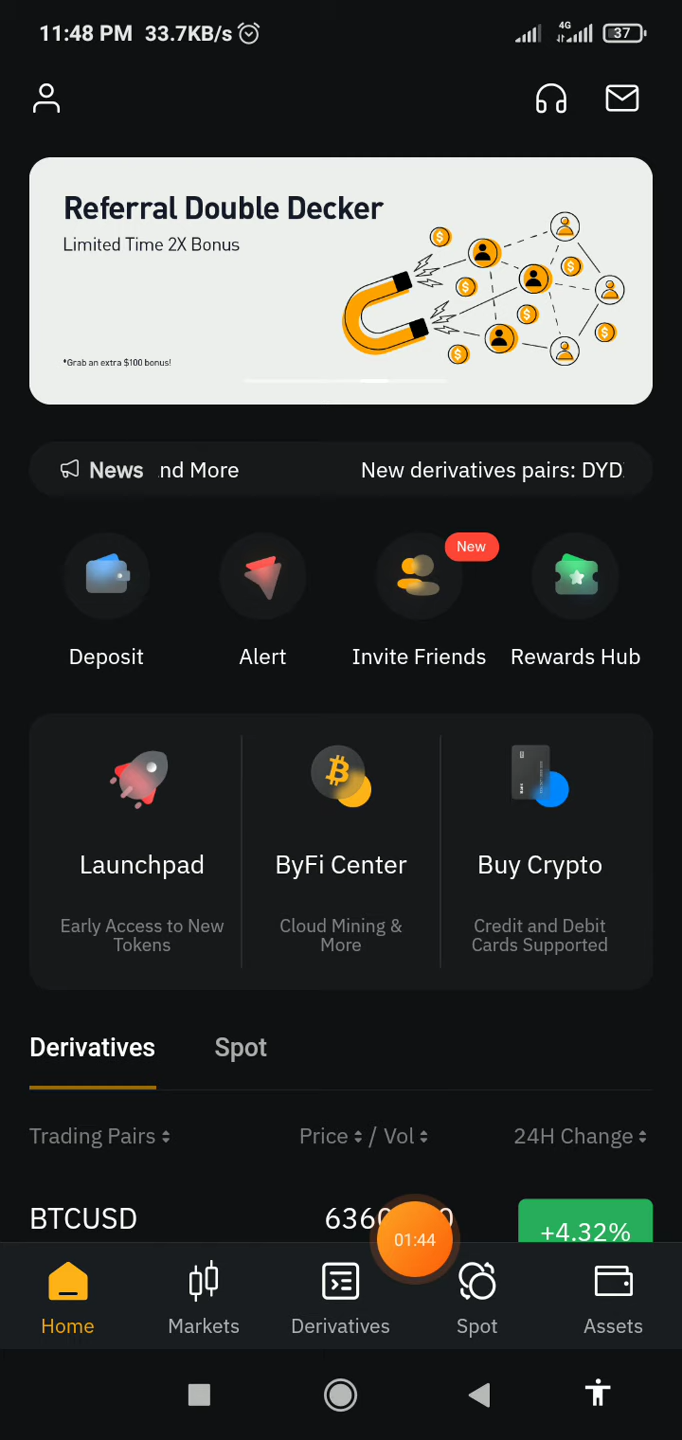 11:48 PM 33.7KB/s 4G 37
Referral Double Decker
Limited Time 2X Bonus
*Grab an extra $100 bonus!
News nd More New derivatives pairs: DYD
New
Deposit Alert Invite Friends Rewards Hub
Launchpad ByFi Center Buy Crypto
Early Access to New Cloud Mining & Credit and Debit
Tokens More Cards Supported
Derivatives Spot
Trading Pairs Price / Vol 24H Change
BTCUSD +4.32%
01:44
Home Markets Derivatives Spot Assets